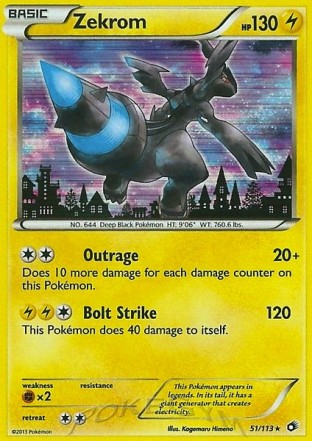 BASIC
Zekrom HP130
NO. 644 Deep Black Pokémon HT: 9'06" WT: 760.6 lbs.
Outrage 20+
Does 10 more damage for each damage counter on
this Pokémon.
Bolt Strike 120
This Pokémon does 40 damage to itself.
weakness resistance
×2
retreat
This Pokémon appears in
legends. In its tail, it has a
giant generator that creates
electricity.
Illus. Kagemaru Himeno
©2013 Pokémon
51/113